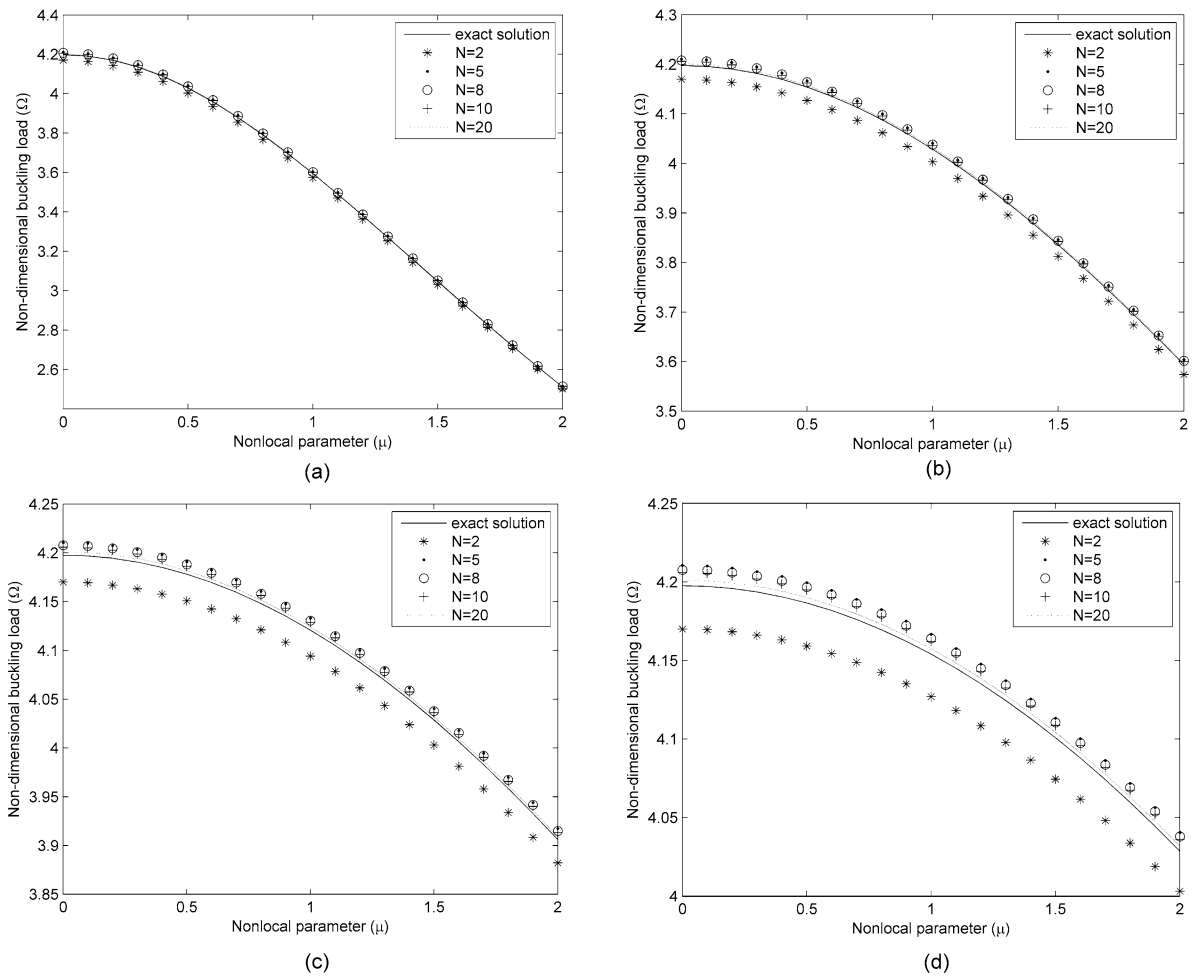 4.4
4.2
4
3.8
3.6
3.4
3.2
3
2.8
2.6
Non-dimensional buckling load (Ω)
exact solution
N=2
N=5
N=8
N=10
N=20
0 0.5 1 1.5 2
Nonlocal parameter (μ)
(a)
4.3
4.2
4.1
4
3.9
3.8
3.7
3.6
3.5
Non-dimensional buckling load (Ω)
exact solution
N=2
N=5
N=8
N=10
N=20
0 0.5 1 1.5 2
Nonlocal parameter (μ)
(b)
4.25
4.2
4.15
4.1
4.05
4
3.95
3.9
3.85
Non-dimensional buckling load (Ω)
exact solution
N=2
N=5
N=8
N=10
N=20
0 0.5 1 1.5 2
Nonlocal parameter (μ)
(c)
4.25
4.2
4.15
4.1
4.05
4
Non-dimensional buckling load (Ω)
exact solution
N=2
N=5
N=8
N=10
N=20
0 0.5 1 1.5 2
Nonlocal parameter (μ)
(d)